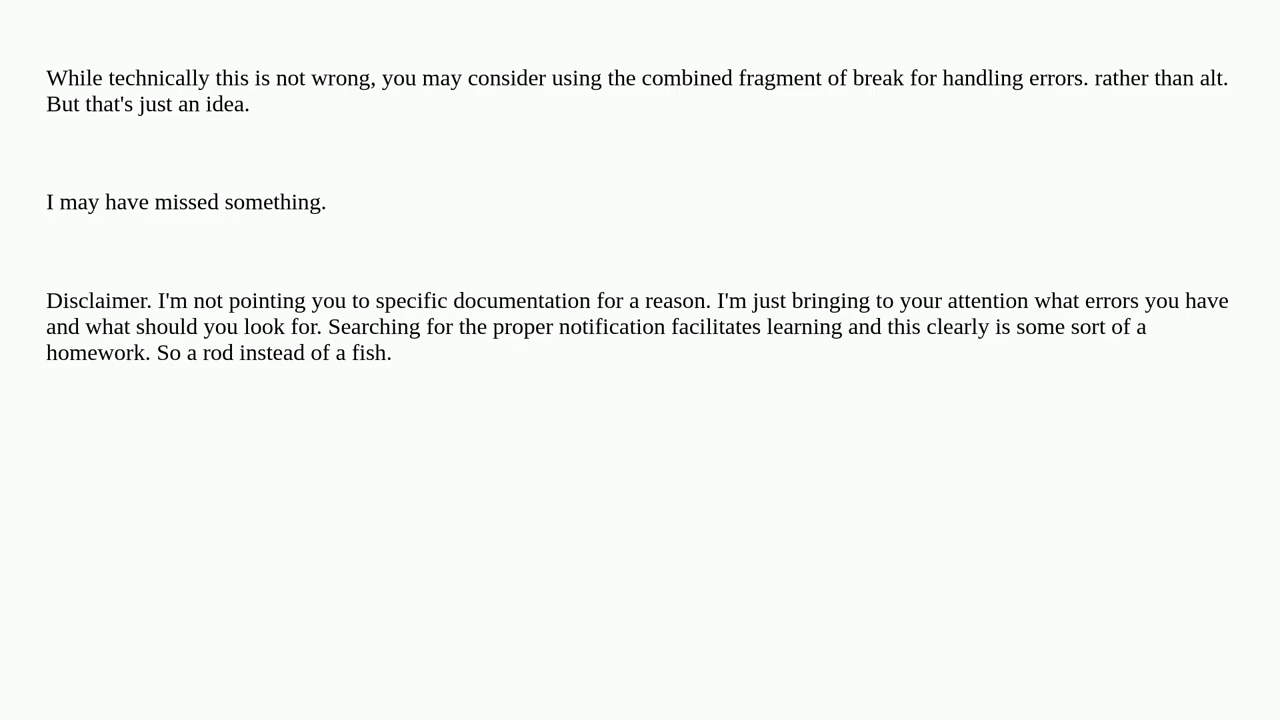 While technically this is not wrong, you may consider using the combined fragment of break for handling errors. rather than alt.
But that's just an idea.
I may have missed something.
Disclaimer. I'm not pointing you to specific documentation for a reason. I'm just bringing to your attention what errors you have
and what should you look for. Searching for the proper notification facilitates learning and this clearly is some sort of a
homework. So a rod instead of a fish.